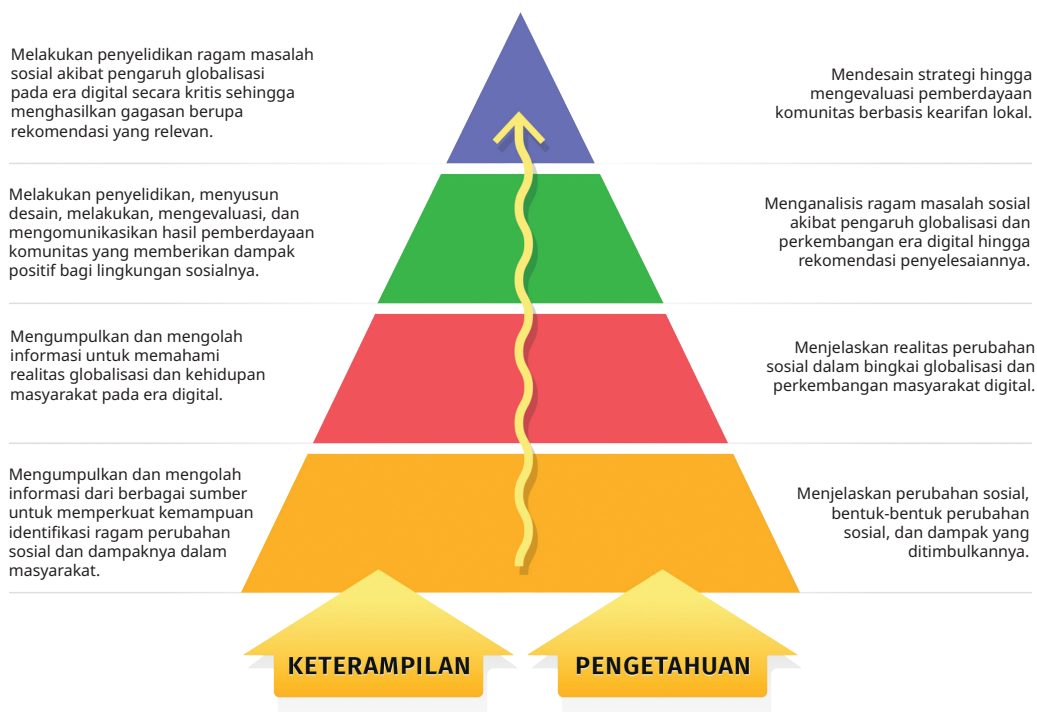 Melakukan penyelidikan ragam masalah
sosial akibat pengaruh globalisasi
pada era digital secara kritis sehingga
menghasilkan gagasan berupa
rekomendasi yang relevan.
Mendesain strategi hingga
mengevaluasi pemberdayaan
komunitas berbasis kearifan lokal.
Melakukan penyelidikan, menyusun
desain, melakukan, mengevaluasi, dan
mengomunikasikan hasil pemberdayaan
komunitas yang memberikan dampak
positif bagi lingkungan sosialnya.
Menganalisis ragam masalah sosial
akibat pengaruh globalisasi dan
perkembangan era digital hingga
rekomendasi penyelesaiannya.
Mengumpulkan dan mengolah
informasi untuk memahami
realitas globalisasi dan kehidupan
masyarakat pada era digital.
Menjelaskan realitas perubahan
sosial dalam bingkai globalisasi dan
perkembangan masyarakat digital.
Mengumpulkan dan mengolah
informasi dari berbagai sumber
untuk memperkuat kemampuan
identifikasi ragam perubahan
sosial dan dampaknya dalam
masyarakat.
Menjelaskan perubahan sosial,
bentuk-bentuk perubahan
sosial, dan dampak yang
ditimbulkannya.
KETERAMPILAN
PENGETAHUAN